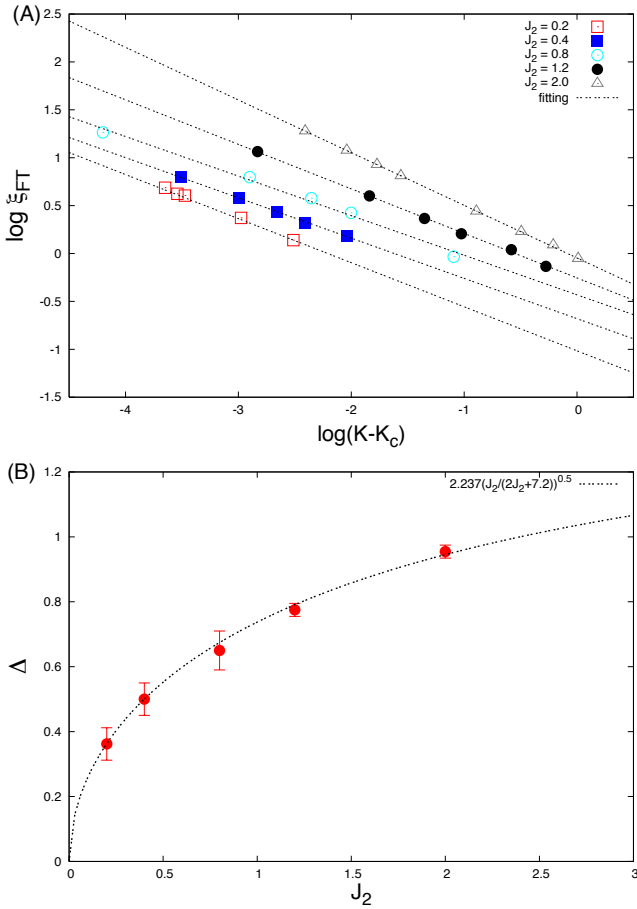 (A)
2.5
2
1.5
1
0.5
0
-0.5
-1
1.5
log ξFT
-4
-3
-2
-1
0
log(K-Kc)
J2 = 0.2
J2 = 0.4
J2 = 0.8
J2 = 1.2
J2 = 2.0
fitting
(B)
1.2
1
0.8
0.6
0.4
0.2
0
Δ
0
0.5
1
1.5
2
2.5
3
J2
2.237(J2/(2J2+7.2))^0.5